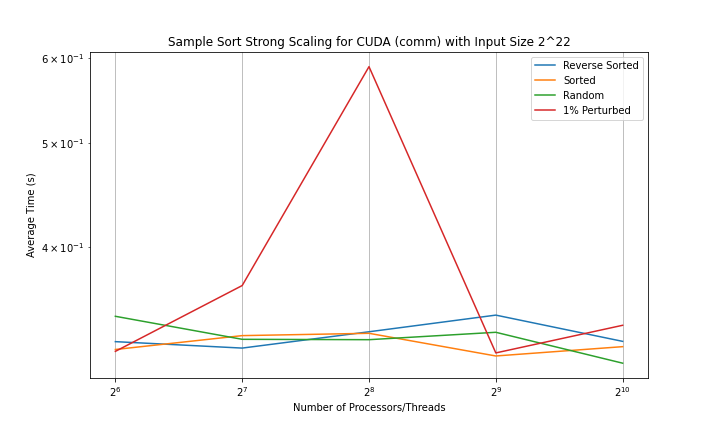 Sample Sort Strong Scaling for CUDA (comm) with Input Size 2^22
Reverse Sorted
Sorted
Random
1% Perturbed
6 × 10⁻¹
5 × 10⁻¹
4 × 10⁻¹
Average Time (s)
2⁶ 2⁷ 2⁸ 2⁹ 2¹⁰
Number of Processors/Threads